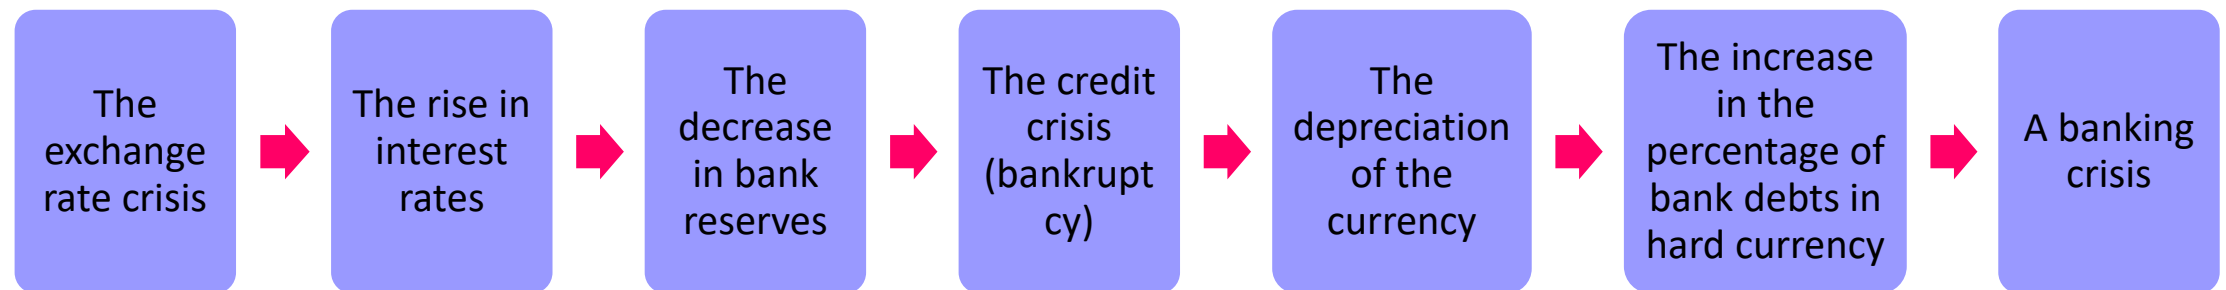 The
exchange
rate crisis
The rise in
interest
rates
The
decrease
in bank
reserves
The credit
crisis
(bankrupt
cy)
The
depreciation
of the
currency
The increase
in the
percentage of
bank debts in
hard currency
A banking
crisis